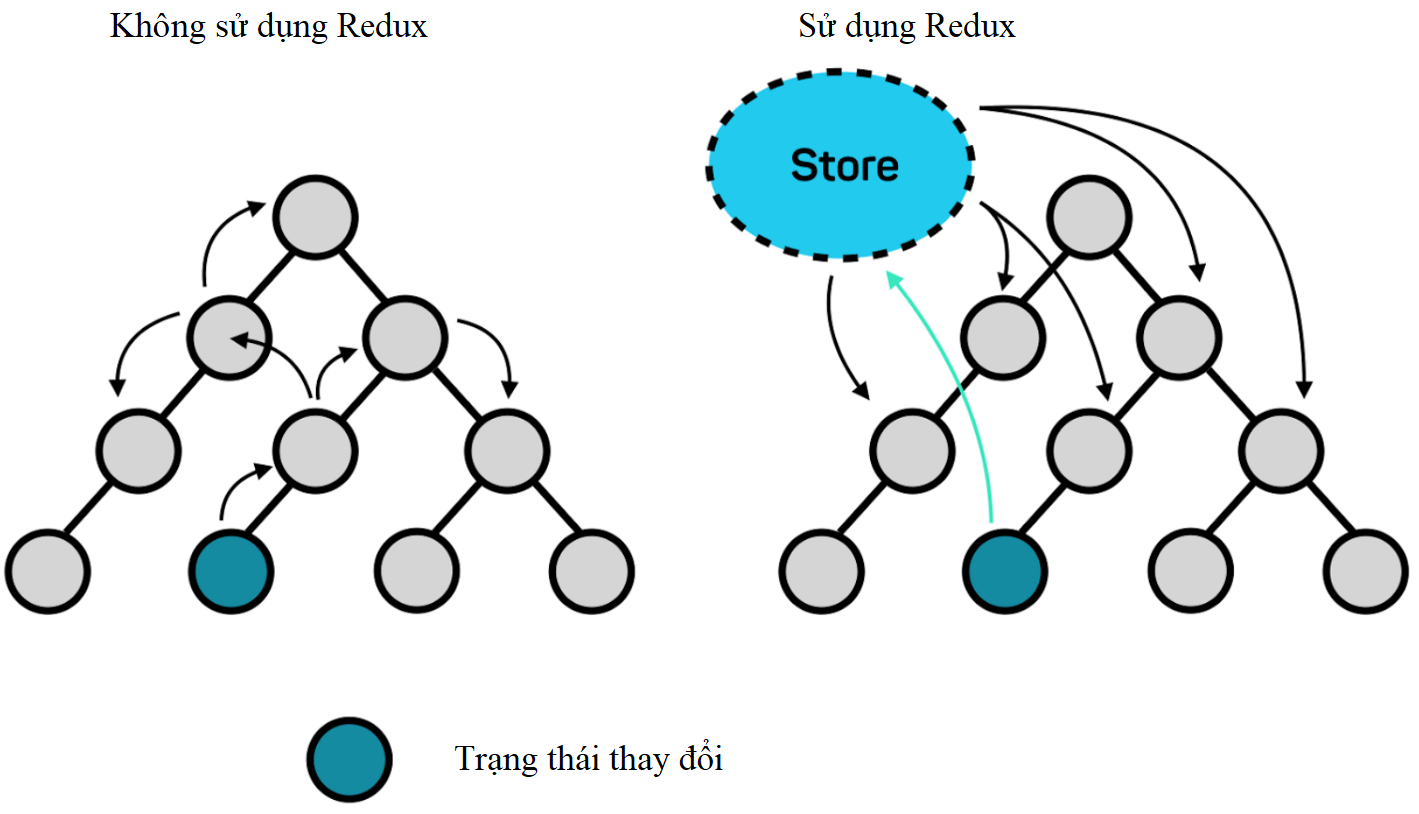 Không sử dụng Redux
Sử dụng Redux
Store
Trạng thái thay đổi